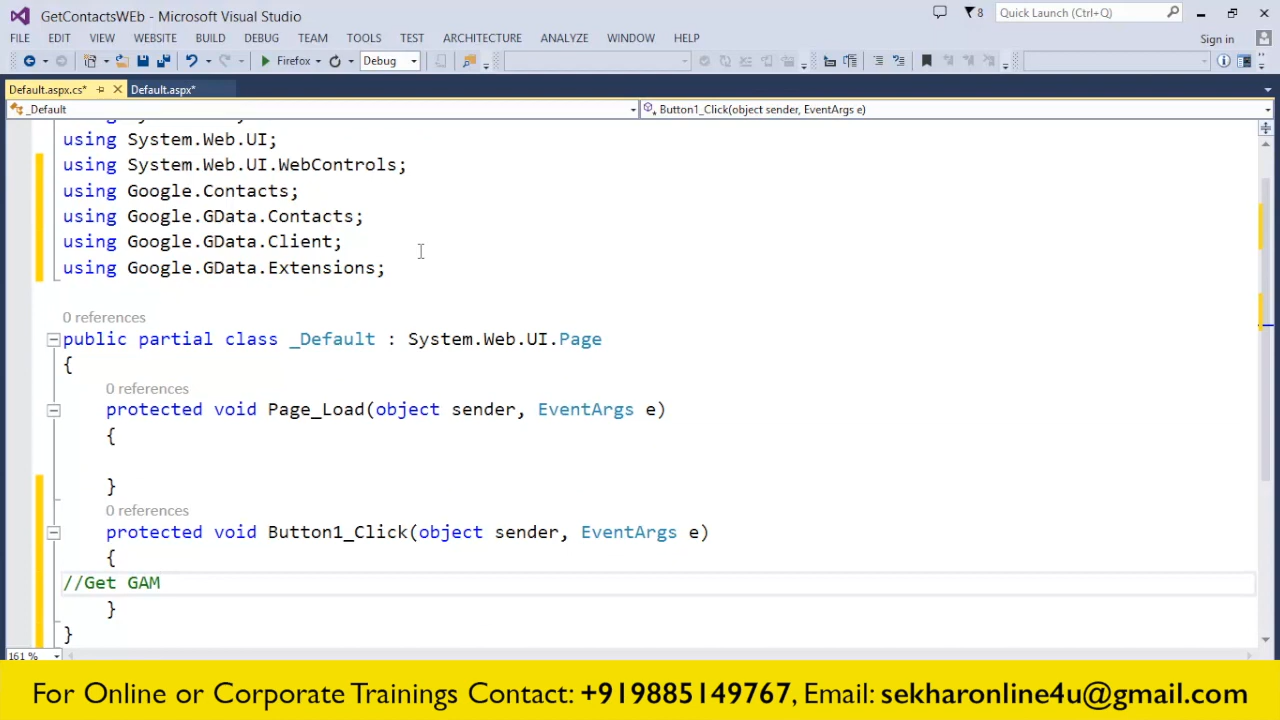 GetContactsWEb - Microsoft Visual Studio
8
Quick Launch (Ctrl+Q)
FILE EDIT VIEW WEBSITE BUILD DEBUG TEAM TOOLS TEST ARCHITECTURE ANALYZE WINDOW HELP
Sign in
Firefox Debug
Default.aspx.cs* Default.aspx*
_Default Button1_Click(object sender, EventArgs e)
using System.Web.UI;
using System.Web.UI.WebControls;
using Google.Contacts;
using Google.GData.Contacts;
using Google.GData.Client;
using Google.GData.Extensions;
0 references
public partial class _Default : System.Web.UI.Page
{
0 references
protected void Page_Load(object sender, EventArgs e)
{
}
0 references
protected void Button1_Click(object sender, EventArgs e)
{
//Get GAM
}
}
161 %
For Online or Corporate Trainings Contact: +919885149767, Email: sekharonline4u@gmail.com